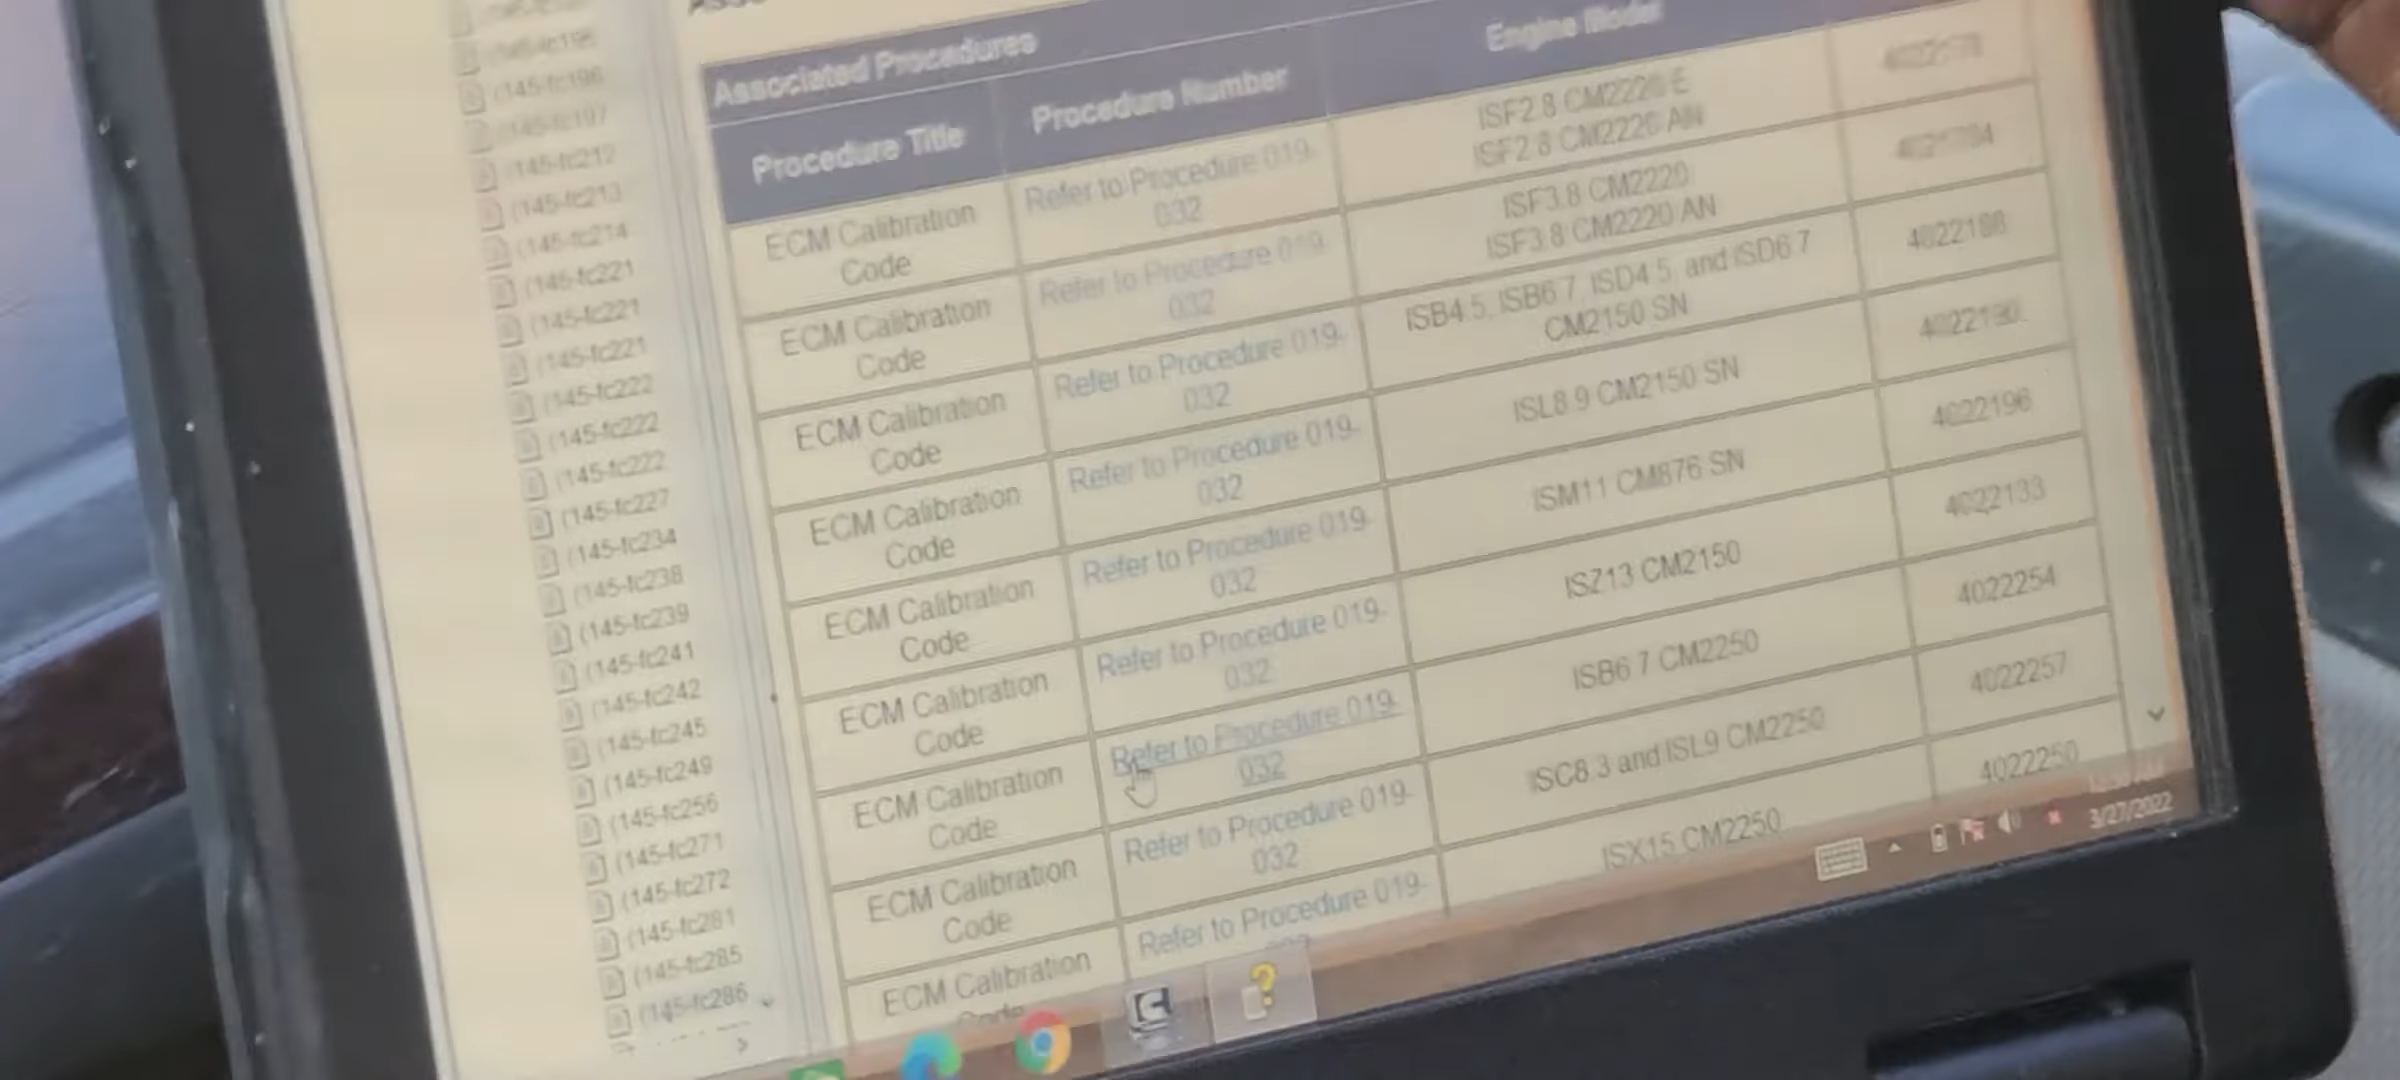 (145-fc196
(145-fc197
(145-fc212
(145-fc213
(145-fc214
(145-fc221
(145-fc221
(145-fc221
(145-fc222
(145-fc222
(145-fc222
(145-fc227
(145-fc234
(145-fc238
(145-fc239
(145-fc241
(145-fc242
(145-fc245
(145-fc249
(145-fc256
(145-fc271
(145-fc272
(145-fc281
(145-fc285
(145-fc286
Associated Procedures
Procedure Title
Procedure Number
Engine Model
ECM Calibration
Code
Refer to Procedure 019-
032
ISF2.8 CM2220 E
ISF2.8 CM2220 AN
ECM Calibration
Code
Refer to Procedure 019-
032
ISF3.8 CM2220
ISF3.8 CM2220 AN
ECM Calibration
Code
Refer to Procedure 019-
032
ISB4.5, ISB6.7, ISD4.5, and ISD6.7
CM2150 SN
4022188
ECM Calibration
Code
Refer to Procedure 019-
032
ISL8.9 CM2150 SN
4022190
ECM Calibration
Code
Refer to Procedure 019-
032
ISM11 CM876 SN
4022196
ECM Calibration
Code
Refer to Procedure 019-
032
ISZ13 CM2150
4022133
ECM Calibration
Code
Refer to Procedure 019-
032
ISB6.7 CM2250
4022254
ECM Calibration
Code
Refer to Procedure 019-
032
ISC8.3 and ISL9 CM2250
4022257
ECM Calibration
Code
Refer to Procedure 019-
ISX15 CM2250
4022250
3/27/2022